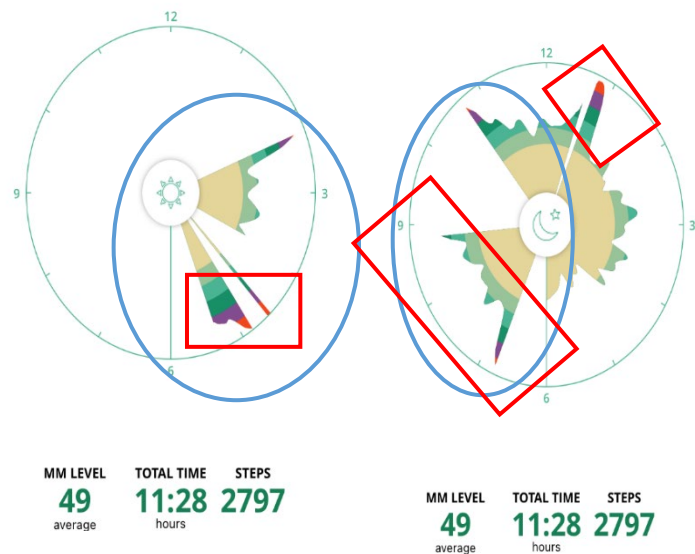 12
9
3
6
MM LEVEL TOTAL TIME STEPS
49 11:28 2797
average hours
12
9
3
6
MM LEVEL TOTAL TIME STEPS
49 11:28 2797
average hours